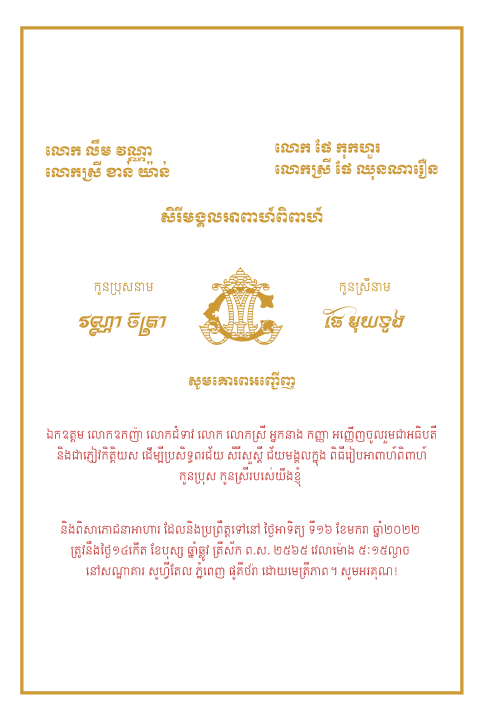 លោក លឹម វណ្ណា
លោកស្រី ខាន់ យ៉ាន់
លោក ផៃ កុកហួរ
លោកស្រី ផៃ ឈុនណាវឿន
សិរីមង្គលអាពាហ៍ពិពាហ៍
កូនប្រុសនាម
វណ្ណា ចិត្រា
កូនស្រីនាម
ផៃ មុយទូង
សូមគោរពអញ្ជើញ
ឯកឧត្តម លោកឧកញ៉ា លោកជំទាវ លោក លោកស្រី អ្នកនាង កញ្ញា អញ្ជើញចូលរួមជាអធិបតី
និងជាភ្ញៀវកិត្តិយស ដើម្បីប្រសិទ្ធពរជ័យ សិរីសួស្តី ជ័យមង្គលក្នុង ពិធីរៀបអាពាហ៍ពិពាហ៍
កូនប្រុស កូនស្រីរបស់យើងខ្ញុំ
និងពិសាភោជនាអាហារ ដែលនិងប្រព្រឹត្តទៅនៅ ថ្ងៃអាទិត្យ ទី១៦ ខែមករា ឆ្នាំ២០២២
ត្រូវនឹងថ្ងៃ១៤កើត ខែបុស្ស ឆ្នាំឆ្លូវ ត្រីស័ក ព.ស. ២៥៦៥ វេលាម៉ោង ៥:១៥ល្ងាច
នៅសណ្ឋាគារ សូហ្វីតែល ភ្នំពេញ ផូគីថ្រា ដោយមេត្រីភាព។ សូមអរគុណ!